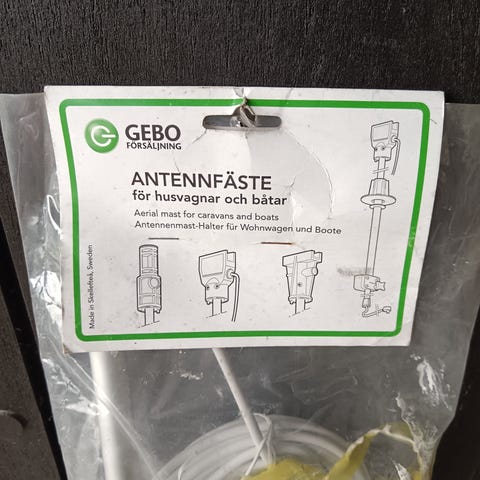 GEBO
FÖRSÄLJNING
ANTENNFÄSTE
för husvagnar och båtar
Aerial mast for caravans and boats
Antennenmast-Halter für Wohnwagen und Boote
Made in Skellefteå, Sweden